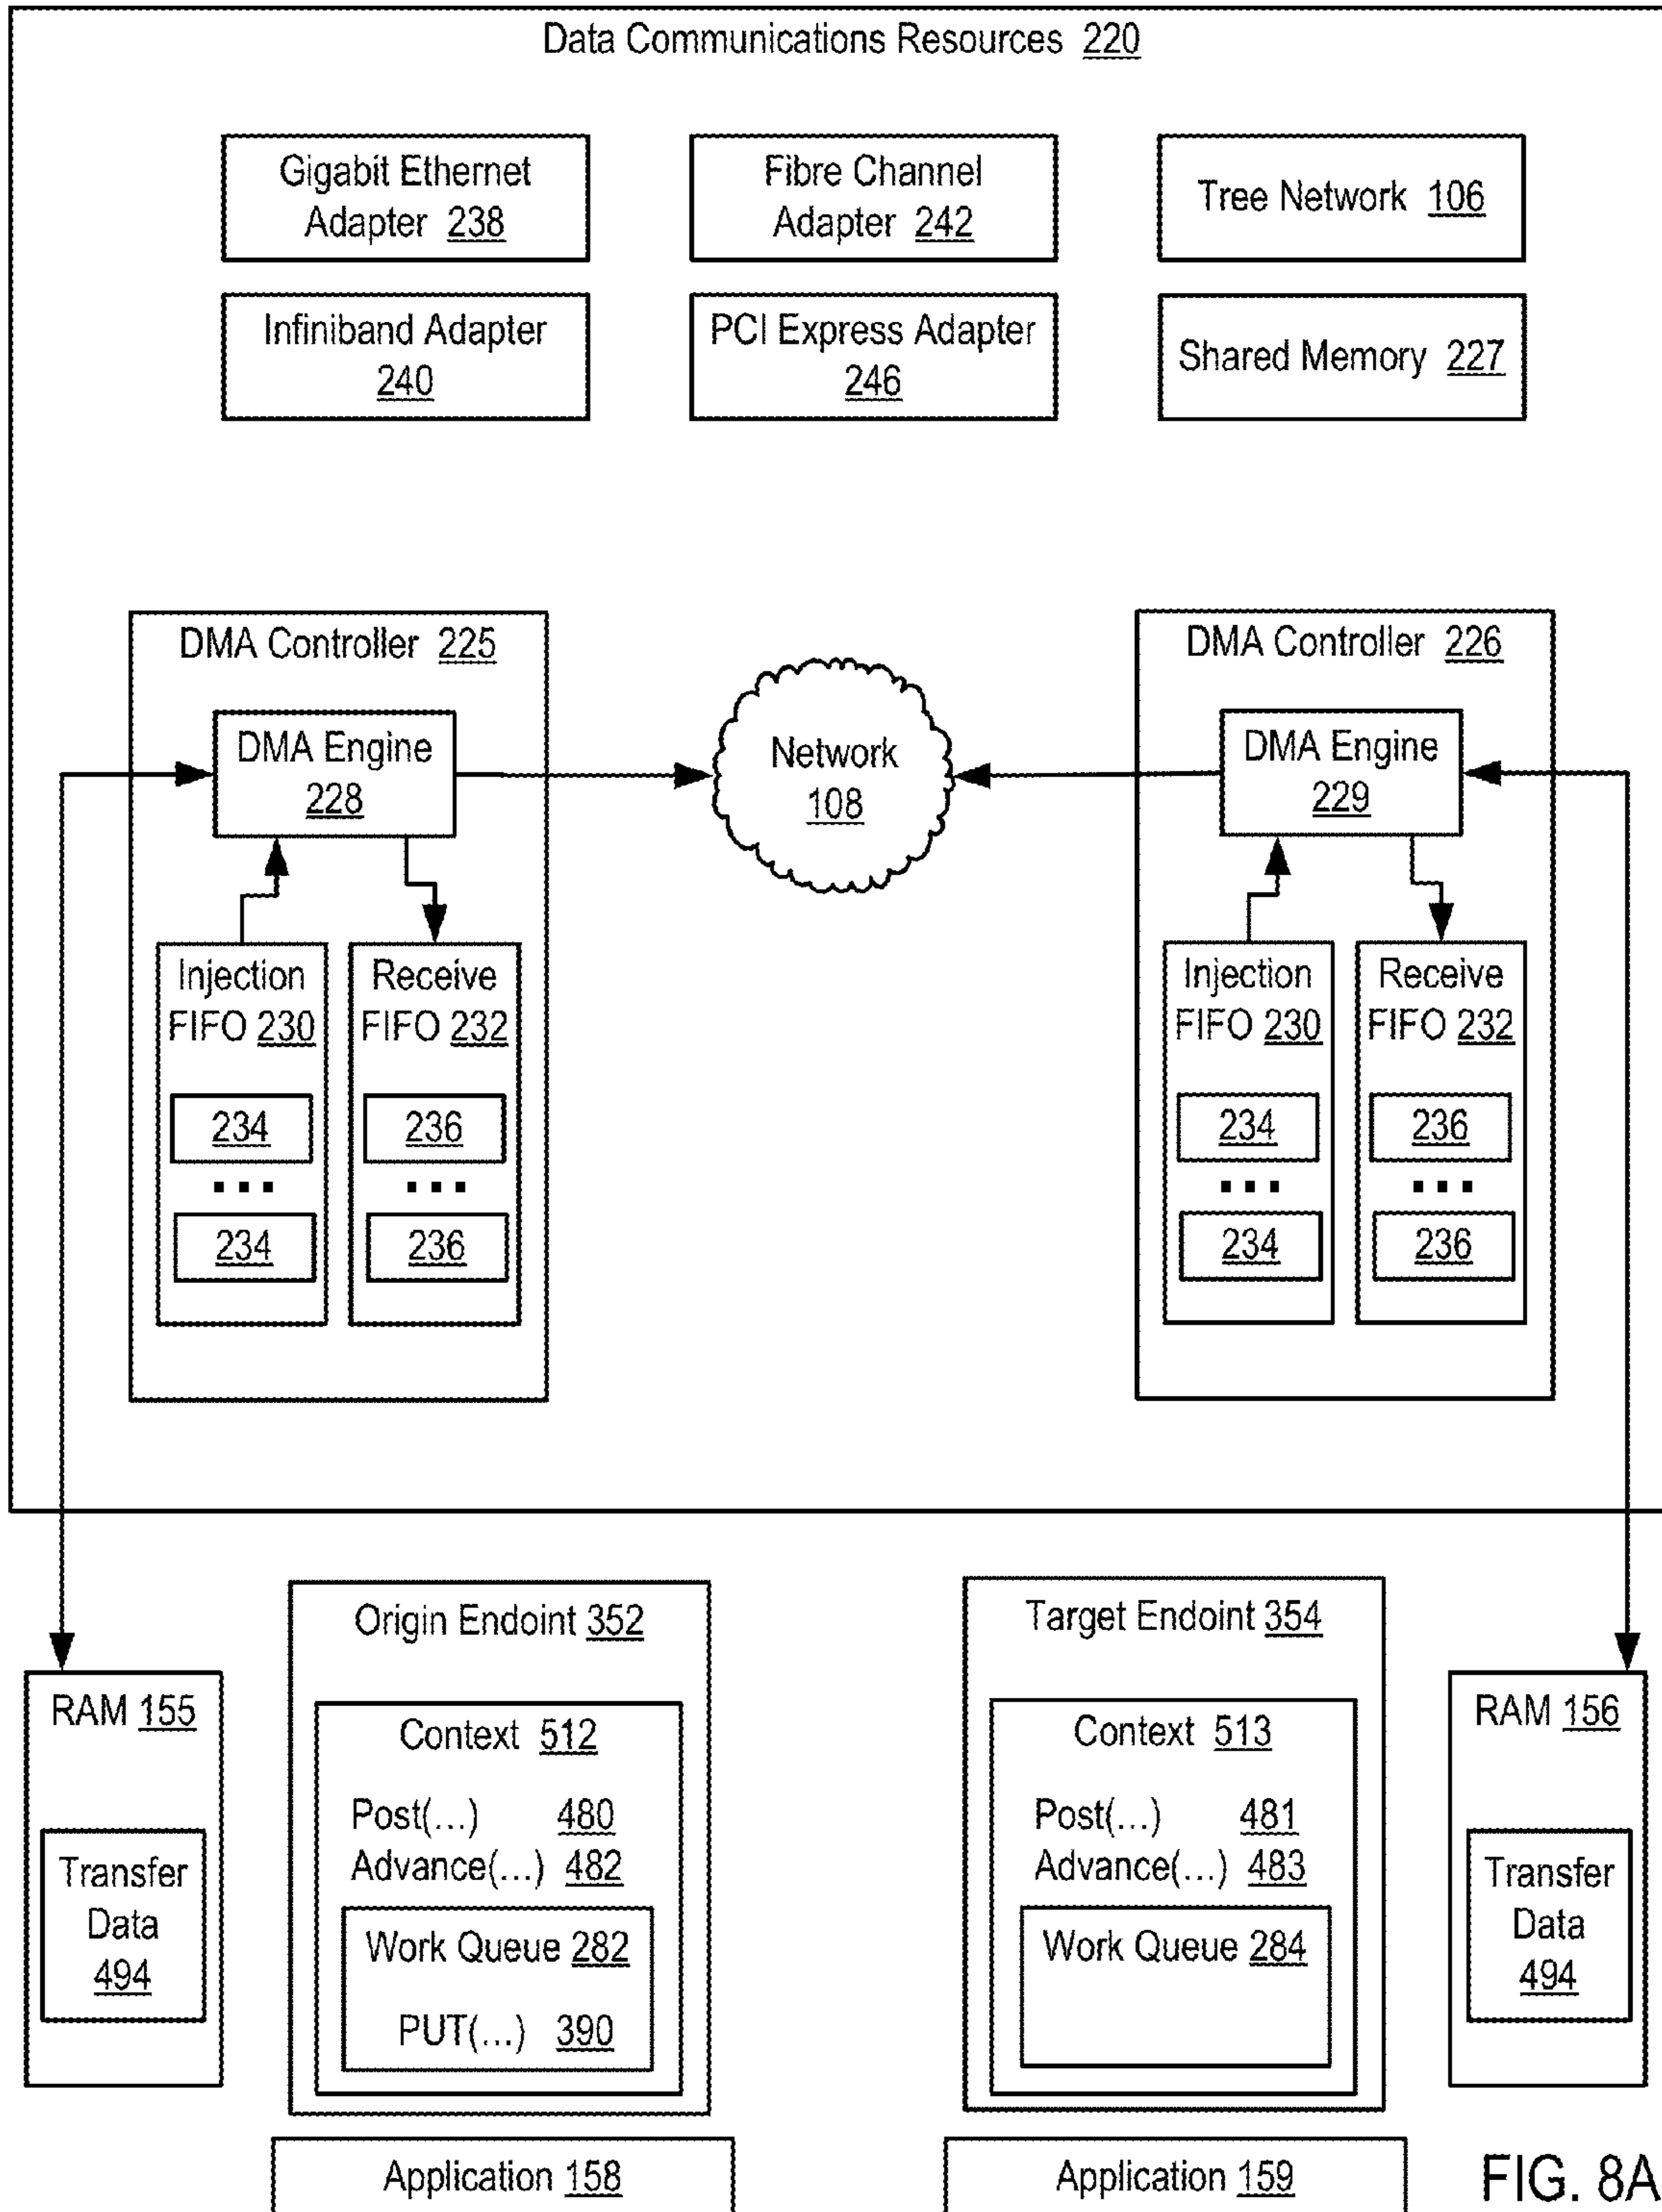 Data Communications Resources 220
Gigabit Ethernet
Adapter 238
Fibre Channel
Adapter 242
Tree Network 106
Infiniband Adapter
240
PCI Express Adapter
246
Shared Memory 227
DMA Controller 225
DMA Engine
228
Injection
FIFO 230
234
...
234
Receive
FIFO 232
236
...
236
Network
108
DMA Controller 226
DMA Engine
229
Injection
FIFO 230
234
...
234
Receive
FIFO 232
236
...
236
RAM 155
Transfer
Data
494
Origin Endoint 352
Context 512
Post(...) 480
Advance(...) 482
Work Queue 282
PUT(...) 390
Target Endoint 354
Context 513
Post(...) 481
Advance(...) 483
Work Queue 284
RAM 156
Transfer
Data
494
Application 158
Application 159
FIG. 8A